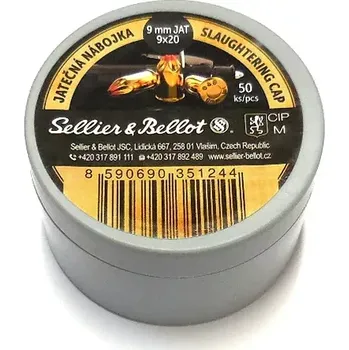 JATEČNÁ NÁBOJKA
9 mm JAT
9x20
SLAUGHTERING CAP
50
ks/pcs
Sellier & Bellot
S B
CIP
M
Sellier & Bellot JSC, Lidická 667, 258 01 Vlašim, Czech Republic
+420 317 891 111 +420 317 892 489 www.sellier-bellot.cz
8 590690 351244